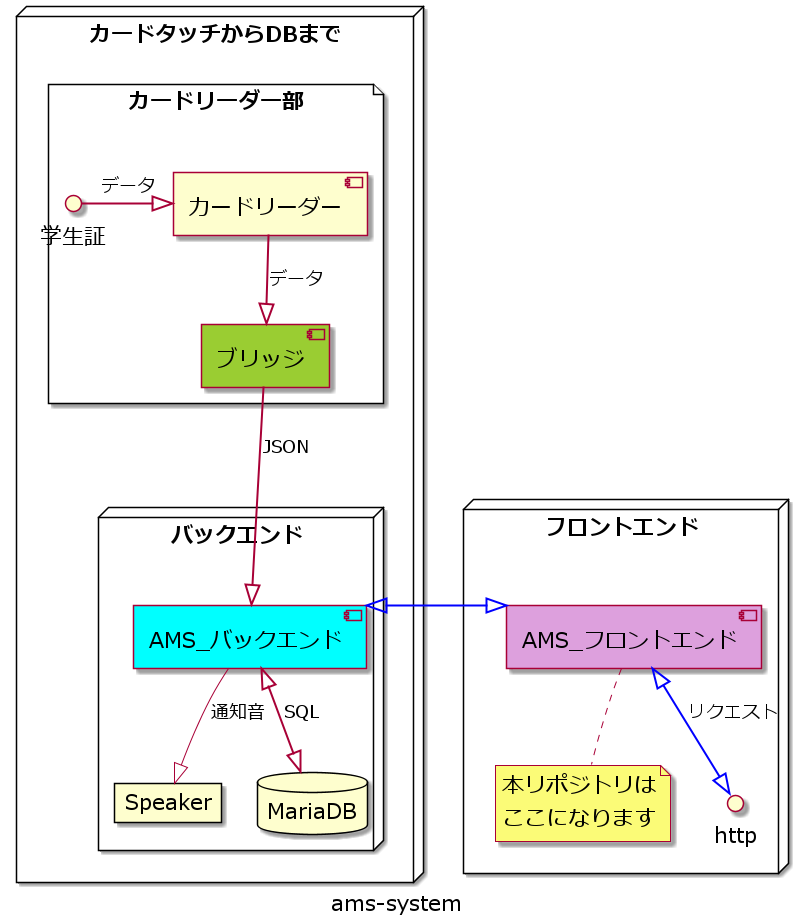 カードタッチからDBまで
カードリーダー部
データ
カードリーダー
学生証
データ
ブリッジ
JSON
バックエンド
フロントエンド
AMS_バックエンド
AMS_フロントエンド
通知音
SQL
リクエスト
Speaker
MariaDB
本リポジトリは
ここになります
http
ams-system